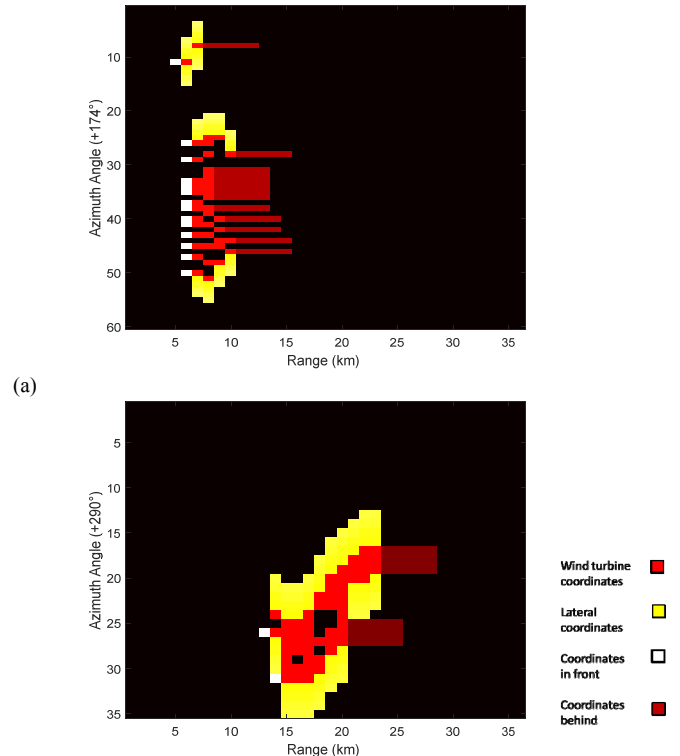 10
20
30
40
50
60
Azimuth Angle (+174°)
5 10 15 20 25 30 35
Range (km)
(a)
5
10
15
20
25
30
35
Azimuth Angle (+290°)
5 10 15 20 25 30 35
Range (km)
Wind turbine
coordinates
Lateral
coordinates
Coordinates
in front
Coordinates
behind